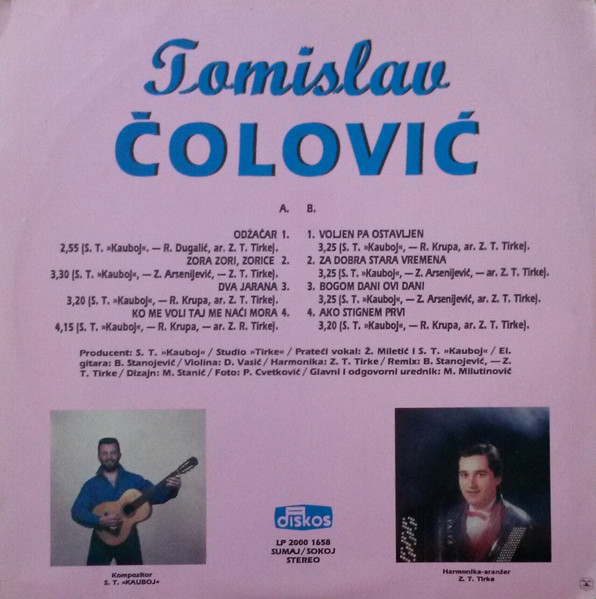 Tomislav
ČOLOVIĆ
A. B.
ODŽAČAR 1.
2,55 (S. T. »Kauboj«. — R. Dugalić, ar. Z. T. Tirke).
ZORA ZORI, ZORICE 2.
3,30 (S. T. »Kauboj«, — Z. Arsenijević, — Z. T. Tirke).
DVA JARANA 3.
3,20 (S. T. »Kauboj«, — R. Krupa, ar. Z. T. Tirke).
KO ME VOLI TAJ ME NAĆI MORA 4.
4,15 (S. T. »Kauboj«, — R. Krupa, — ar. Z. R. Tirke).
1. VOLJEN PA OSTAVLJEN
3,25 (S. T. »Kauboj«, — R. Krupa, ar. Z. T. Tirke).
2. ZA DOBRA STARA VREMENA
3,25 (S. T. »Kauboj«, — Z. Arsenijević, — ar. Z. T. Tirke).
3. BOGOM DANI OVI DANI
3,25 (S. T. »Kauboj«, — Z. Arsenijević, ar. Z. T. Tirke).
4. AKO STIGNEM PRVI
3,20 (S. T. »Kauboj«, — R. Krupa, ar. Z. T. Tirke).
Producent: S. T. »Kauboj« / Studio »Tirke« / Prateći vokal: Ž. Miletić I S. T. »Kauboj« / El.
gitara: B. Stanojević / Violina: D. Vasić / Harmonika: Z. T. Tirke / Remix: B. Stanojević, — Z.
T. Tirke / Dizajn: M. Stanić / Foto: P. Cvetković / Glavni I odgovorni urednik: M. Milutinović
diskos
LP 2000 1658
SUMAJ/SOKOJ
STEREO
Kompozitor
S. T. »KAUBOJ«
Harmonika-aranžer
Z. T. Tirke